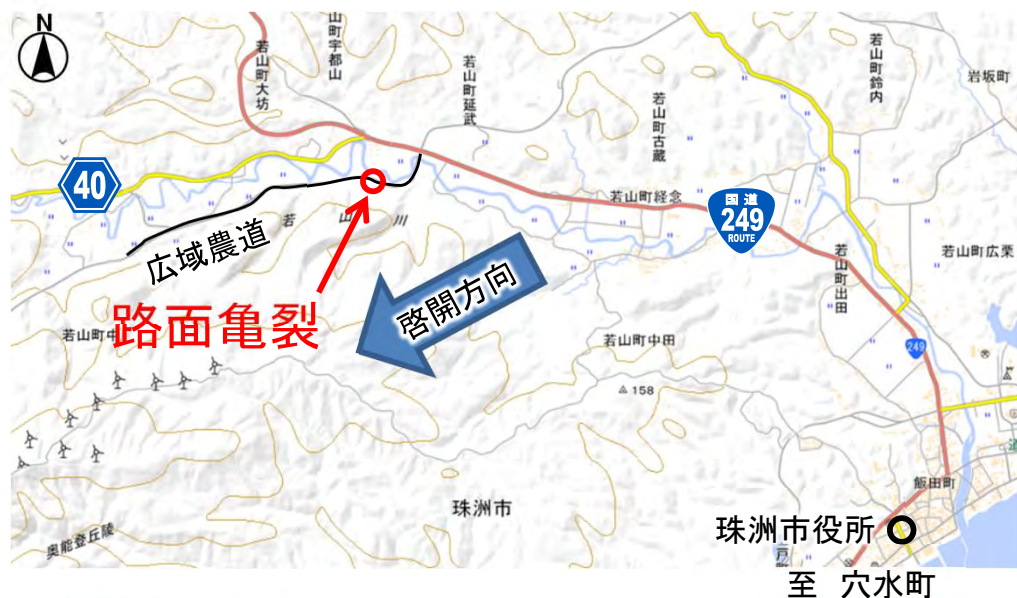 N
若山町宇都山
若山町大坊
若山町延武
若山町古蔵
若山町鈴内
岩坂町
40
若山町経念
国道
249
ROUTE
若山川
広域農道
啓開方向
若山町出田
若山町広栗
路面亀裂
若山町中
若山町中田
249
158
飯田町
珠洲市
奥能登丘陵
珠洲市役所
至 穴水町